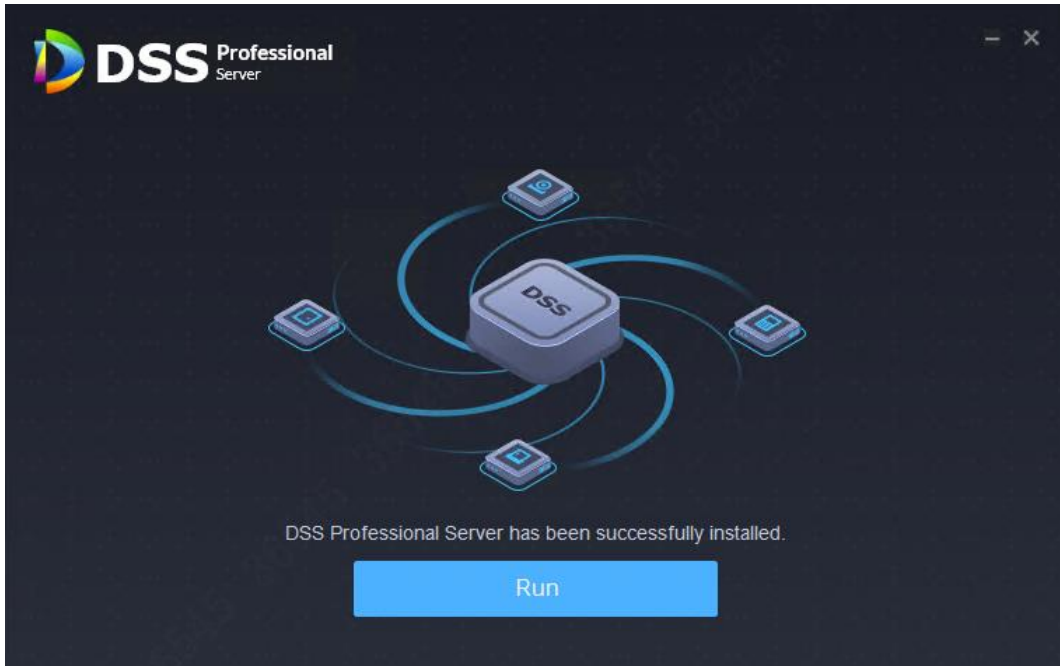 DSS Professional
Server
DSS
DSS Professional Server has been successfully installed.
Run